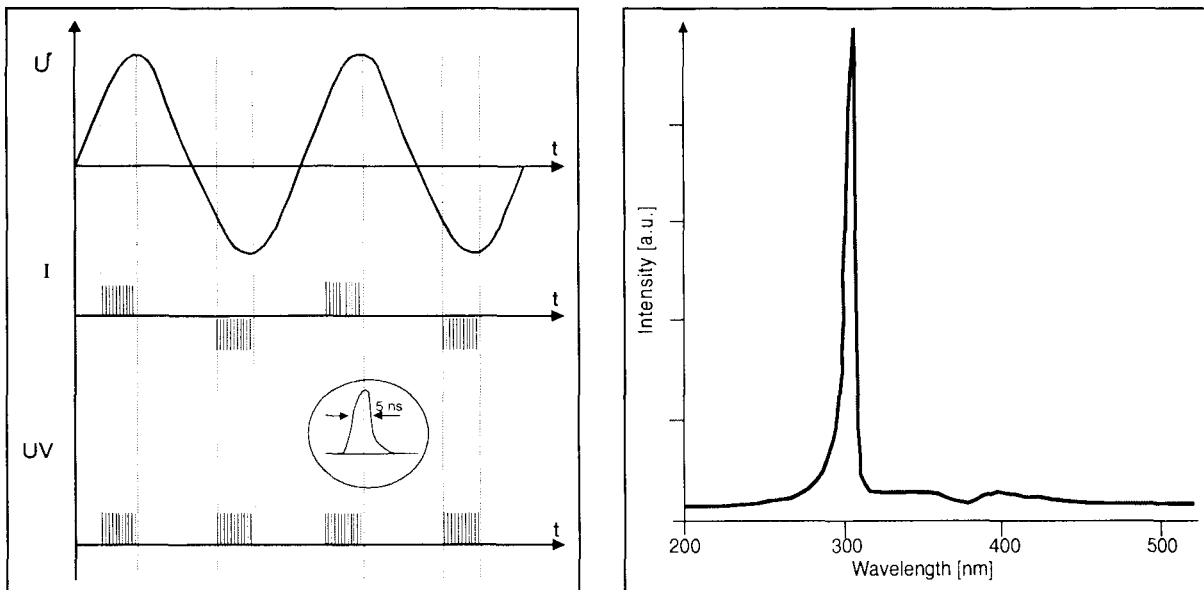 U
t
I
t
5 ns
UV
t
Intensity [a.u.]
200
300
400
500
Wavelength [nm]